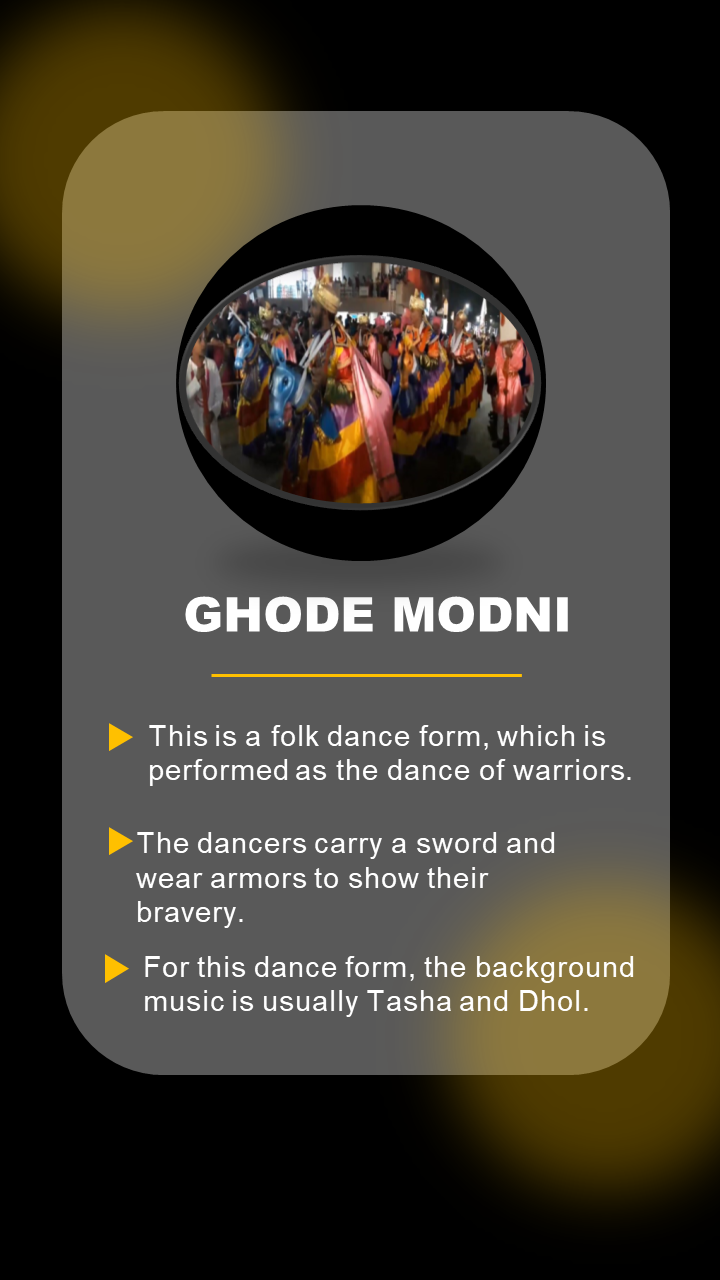 GHODE MODNI
This is a folk dance form, which is
performed as the dance of warriors.
The dancers carry a sword and
wear armors to show their
bravery.
For this dance form, the background
music is usually Tasha and Dhol.